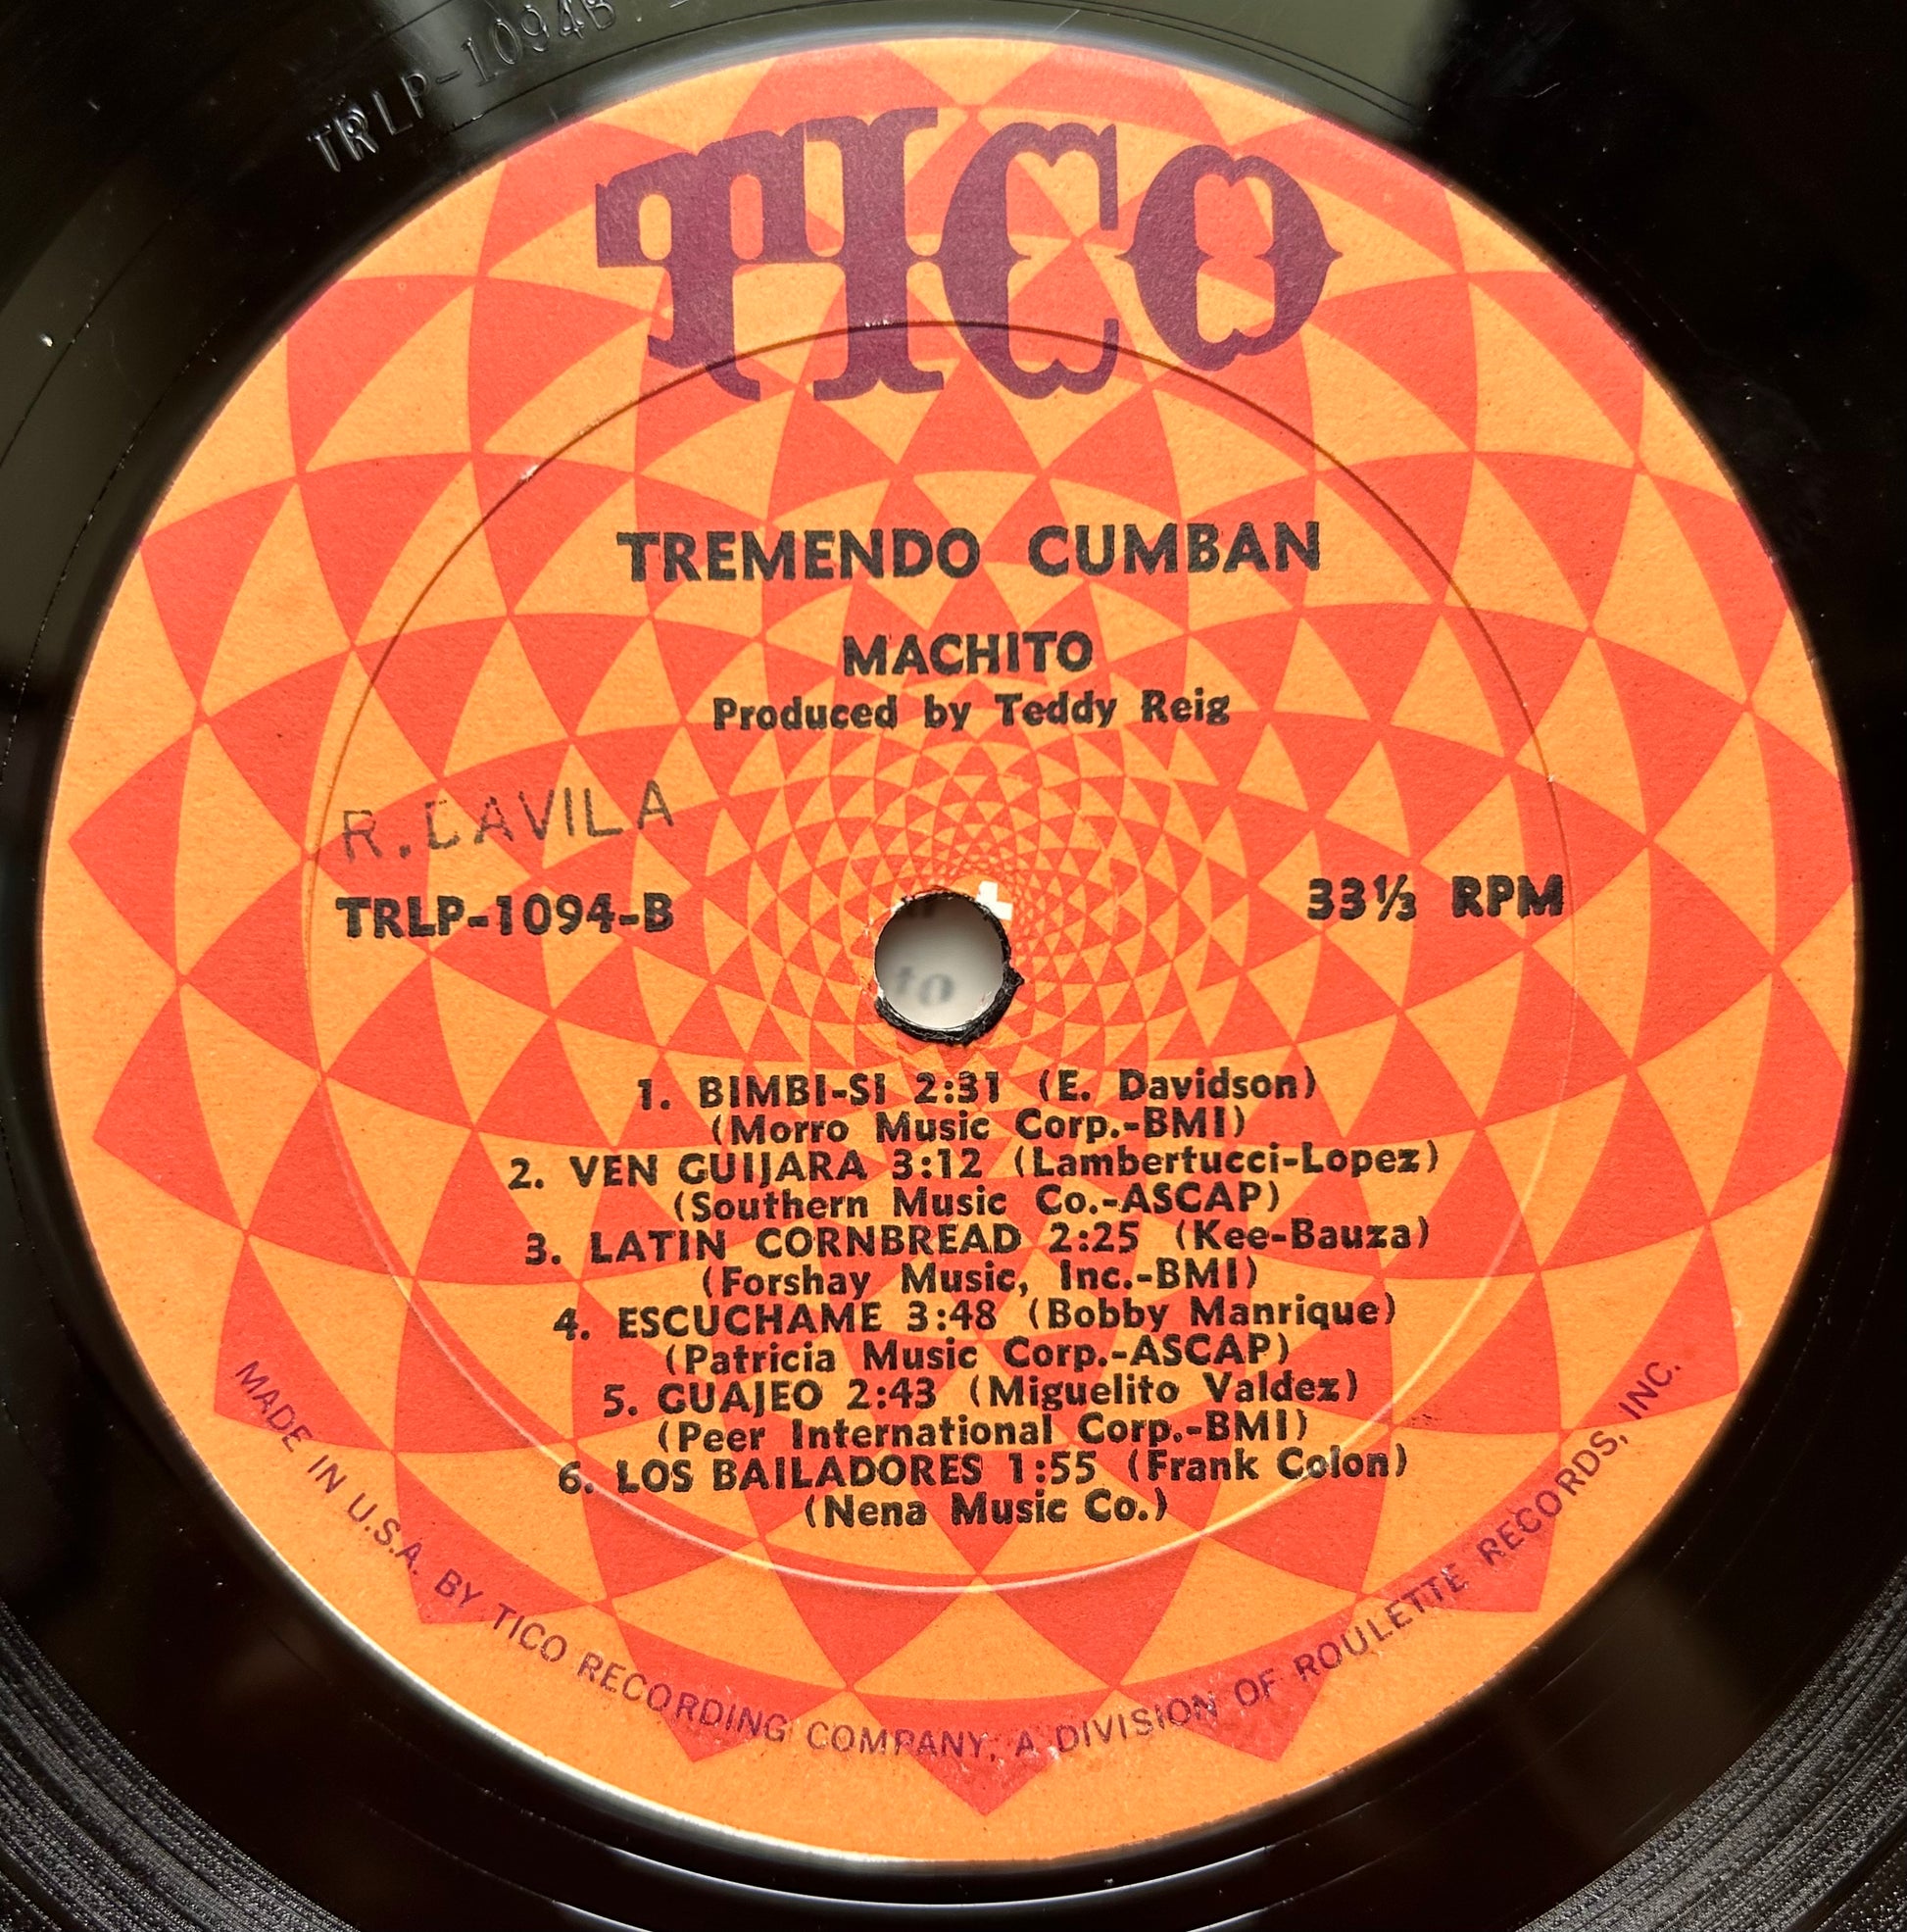 TRLP-1094B
TICO
TREMENDO CUMBAN
MACHITO
Produced by Teddy Reig
R. DAVILA
TRLP-1094-B
33⅓ RPM
to
1. BIMBI-SI 2:31 (E. Davidson)
(Morro Music Corp.-BMI)
2. VEN GUIJARA 3:12 (Lambertucci-Lopez)
(Southern Music Co.-ASCAP)
3. LATIN CORNBREAD 2:25 (Kee-Bauza)
(Forshay Music, Inc.-BMI)
4. ESCUCHAME 3:48 (Bobby Manrique)
(Patricia Music Corp.-ASCAP)
5. GUAJEO 2:43 (Miguelito Valdez)
(Peer International Corp.-BMI)
6. LOS BAILADORES 1:55 (Frank Colon)
(Nena Music Co.)
MADE IN U.S.A. BY TICO RECORDING COMPANY, A DIVISION OF ROULETTE RECORDS, INC.